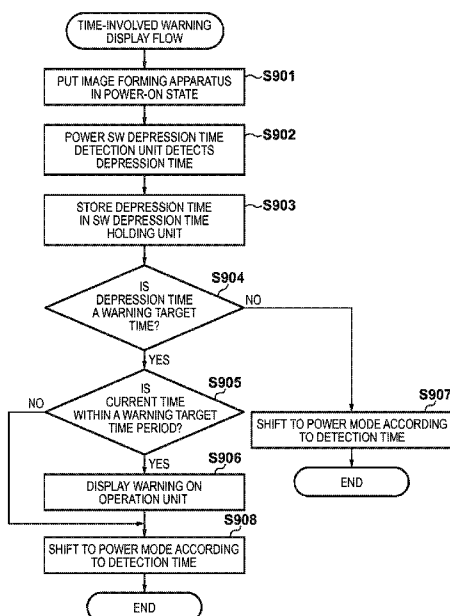 TIME-INVOLVED WARNING
DISPLAY FLOW
S901
PUT IMAGE FORMING APPARATUS
IN POWER-ON STATE
S902
POWER SW DEPRESSION TIME
DETECTION UNIT DETECTS
DEPRESSION TIME
S903
STORE DEPRESSION TIME
IN SW DEPRESSION TIME
HOLDING UNIT
S904
IS
DEPRESSION TIME
A WARNING TARGET
TIME?
NO
YES
S905
IS
CURRENT TIME
WITHIN A WARNING TARGET
TIME PERIOD?
NO
YES
S907
SHIFT TO POWER MODE ACCORDING
TO DETECTION TIME
END
S906
DISPLAY WARNING ON
OPERATION UNIT
S908
SHIFT TO POWER MODE ACCORDING
TO DETECTION TIME
END